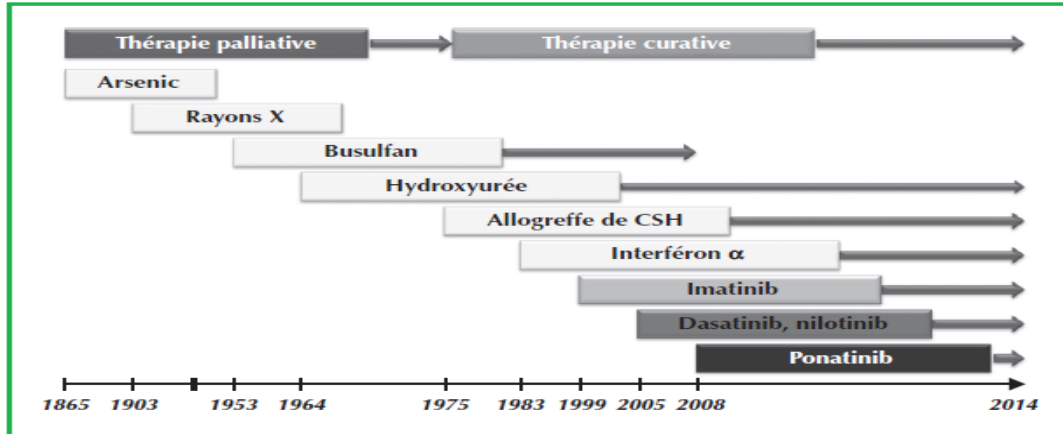 Thérapie palliative Thérapie curative
Arsenic
Rayons X
Busulfan
Hydroxyurée
Allogreffe de CSH
Interféron α
Imatinib
Dasatinib, nilotinib
Ponatinib
1865 1903 1953 1964 1975 1983 1999 2005 2008 2014